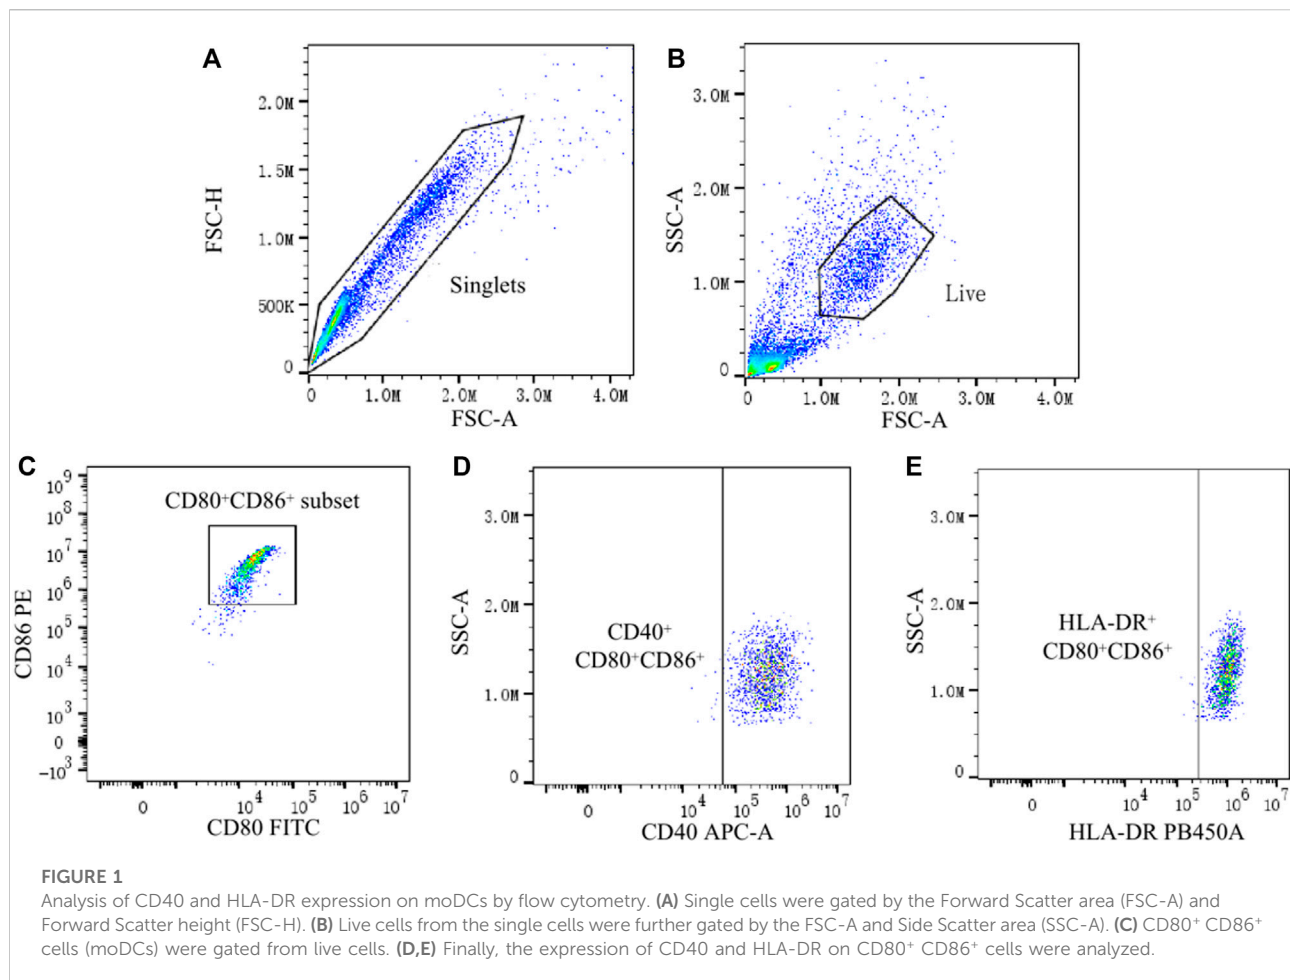 A
FSC-H
2.0M
1.5M
1.0M
500K
0
Singlets
0 1.0M 2.0M 3.0M 4.0M
FSC-A
B
SSC-A
3.0M
2.0M
1.0M
0
Live
0 1.0M 2.0M 3.0M 4.0M
FSC-A
C
CD86 PE
10⁹
10⁸
10⁷
10⁶
10⁵
10⁴
10³
0
-10³
CD80⁺CD86⁺ subset
0 10⁴ 10⁵ 10⁶ 10⁷
CD80 FITC
D
SSC-A
3.0M
2.0M
1.0M
0
CD40⁺
CD80⁺CD86⁺
0 10⁴ 10⁵ 10⁶ 10⁷
CD40 APC-A
E
SSC-A
3.0M
2.0M
1.0M
0
HLA-DR⁺
CD80⁺CD86⁺
0 10⁴ 10⁵ 10⁶ 10⁷
HLA-DR PB450A
FIGURE 1
Analysis of CD40 and HLA-DR expression on moDCs by flow cytometry. (A) Single cells were gated by the Forward Scatter area (FSC-A) and
Forward Scatter height (FSC-H). (B) Live cells from the single cells were further gated by the FSC-A and Side Scatter area (SSC-A). (C) CD80⁺ CD86⁺
cells (moDCs) were gated from live cells. (D,E) Finally, the expression of CD40 and HLA-DR on CD80⁺ CD86⁺ cells were analyzed.